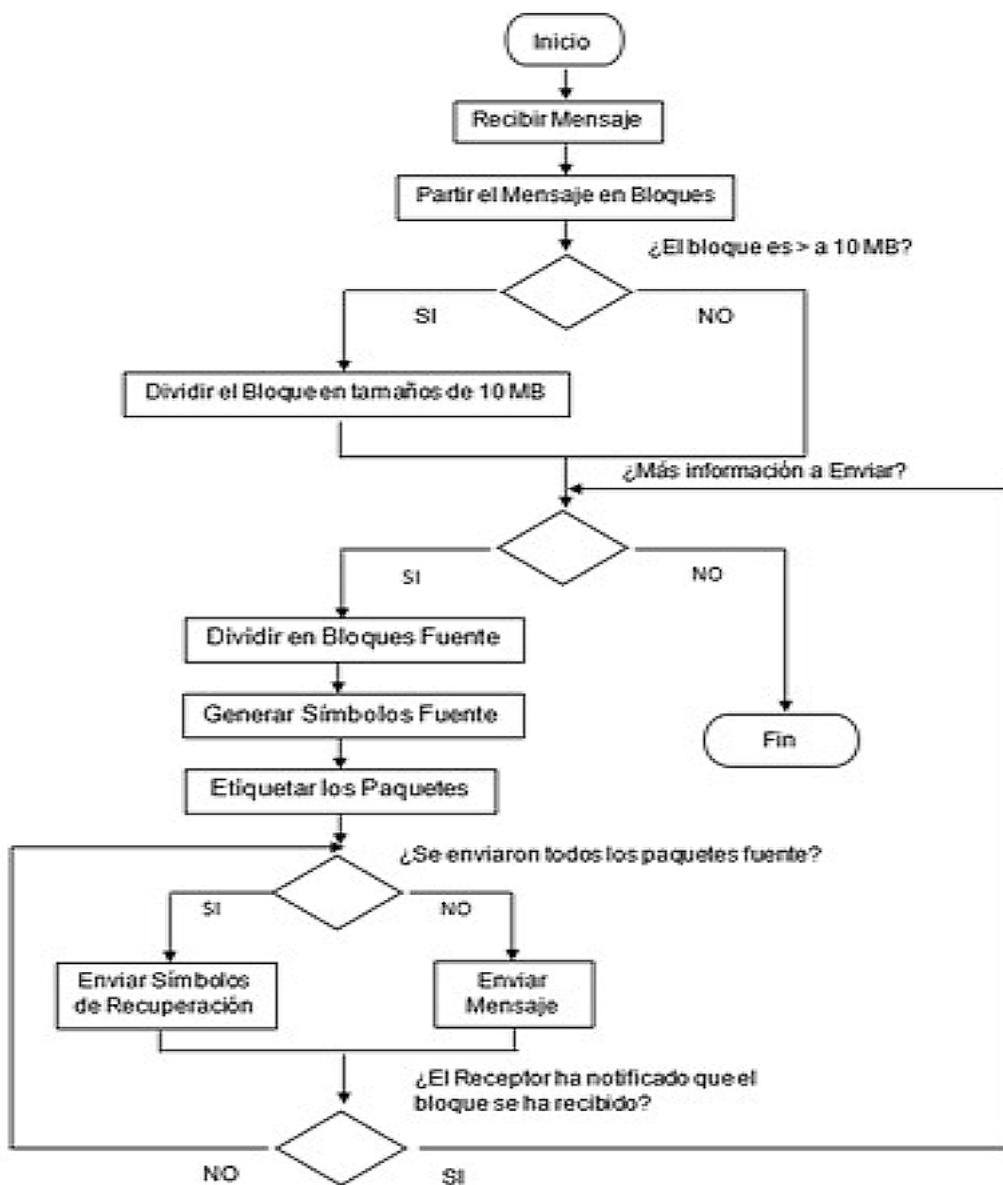 Inicio
Recibir Mensaje
Partir el Mensaje en Bloques
¿El bloque es > a 10 MB?
SI
NO
Dividir el Bloque en tamaños de 10 MB
¿Más información a Enviar?
SI
NO
Dividir en Bloques Fuente
Generar Símbolos Fuente
Fin
Etiquetar los Paquetes
¿Se enviaron todos los paquetes fuente?
SI
NO
Enviar Símbolos
de Recuperación
Enviar
Mensaje
¿El Receptor ha notificado que el
bloque se ha recibido?
NO
SI